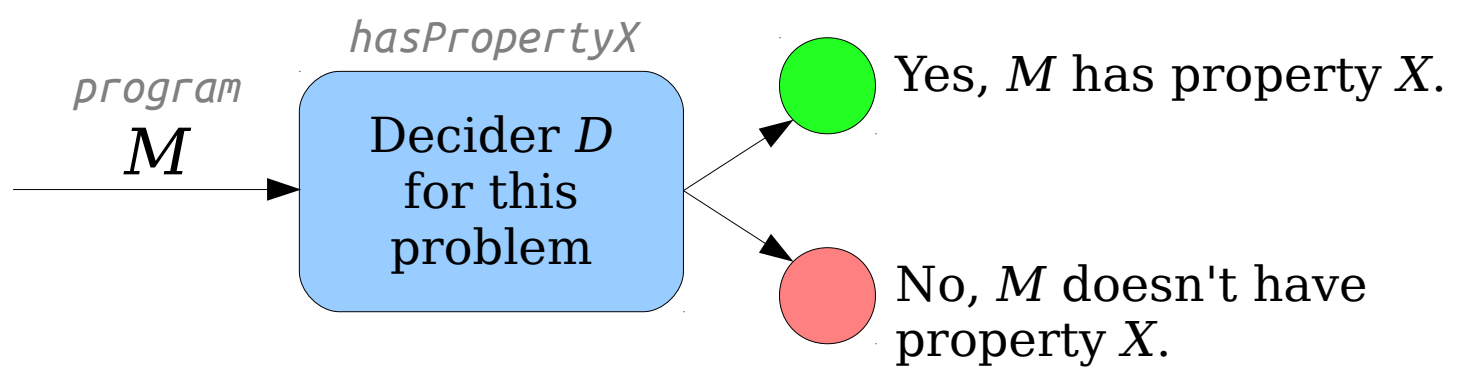 hasPropertyX
program
M
Decider D
for this
problem
Yes, M has property X.
No, M doesn't have
property X.